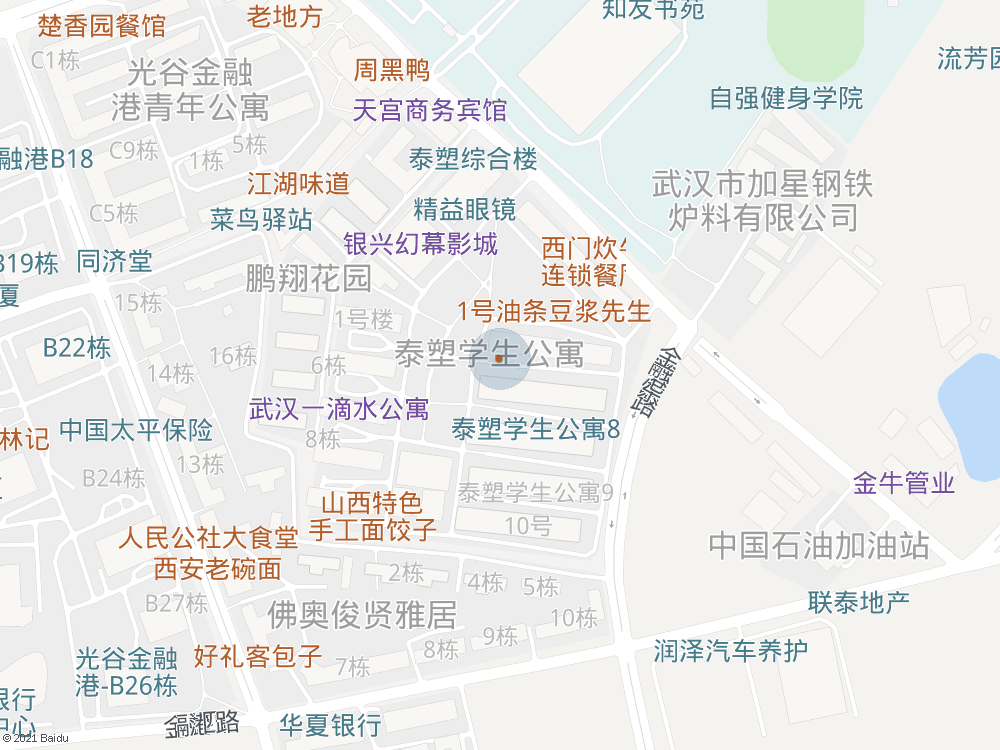 知友书苑
老地方
楚香园餐馆
C1栋
光谷金融
港青年公寓
周黑鸭
流芳园
自强健身学院
天宫商务宾馆
5栋
C9栋
1栋
融港B18
泰塑综合楼
江湖味道
武汉市加星钢铁
炉料有限公司
C5栋
菜鸟驿站
精益眼镜
银兴幻幕影城
西门炊牛
连锁餐厅
B19栋
同济堂
厦
鹏翔花园
15栋
1号楼
1号油条豆浆先生
B22栋
16栋
6栋
泰塑学生公寓
14栋
金融港路
武汉一滴水公寓
林记
中国太平保险
8栋
泰塑学生公寓8
13栋
B24栋
金牛管业
山西特色
手工面饺子
泰塑学生公寓9
10号
人民公社大食堂
西安老碗面
中国石油加油站
2栋
4栋
5栋
B27栋
佛奥俊贤雅居
10栋
联泰地产
9栋
8栋
润泽汽车养护
光谷金融
港-B26栋
好礼客包子
7栋
银行
中心
华夏银行
© 2021 Baidu